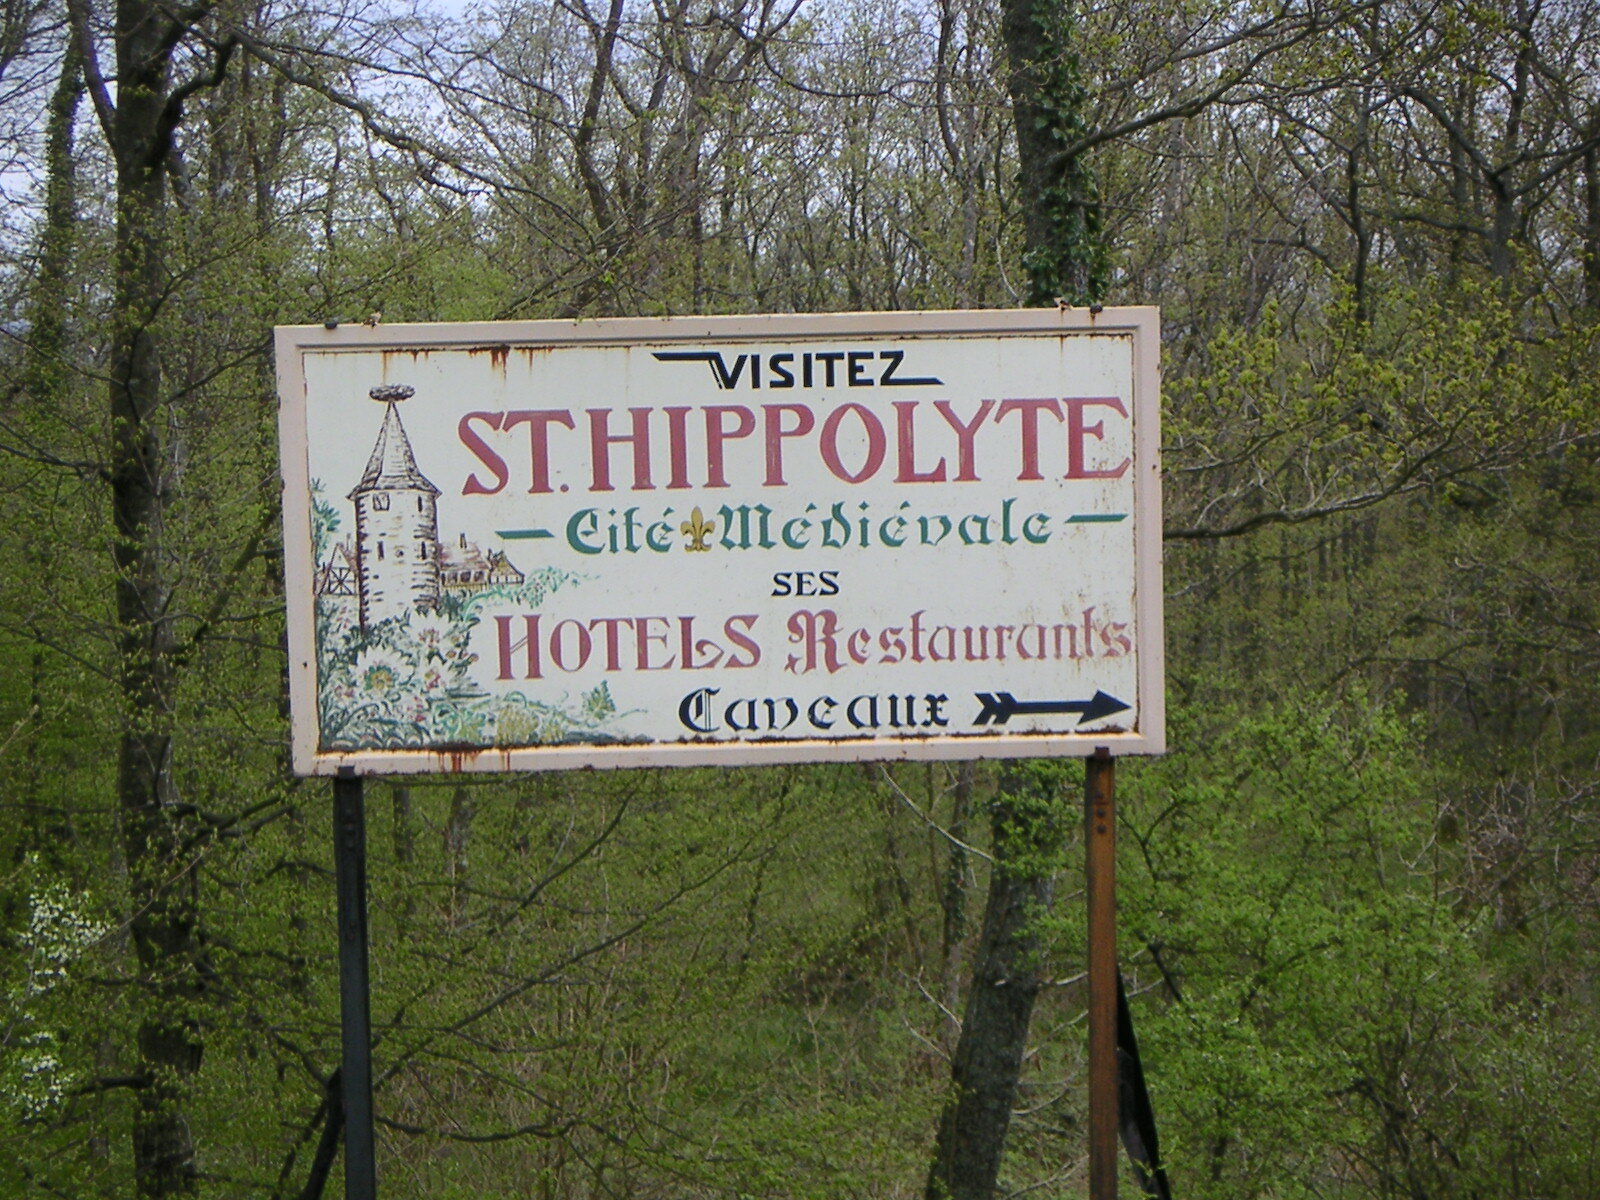 VISITEZ
ST. HIPPOLYTE
— Cité Médiévale —
SES
HOTELS Restaurants
Caveaux